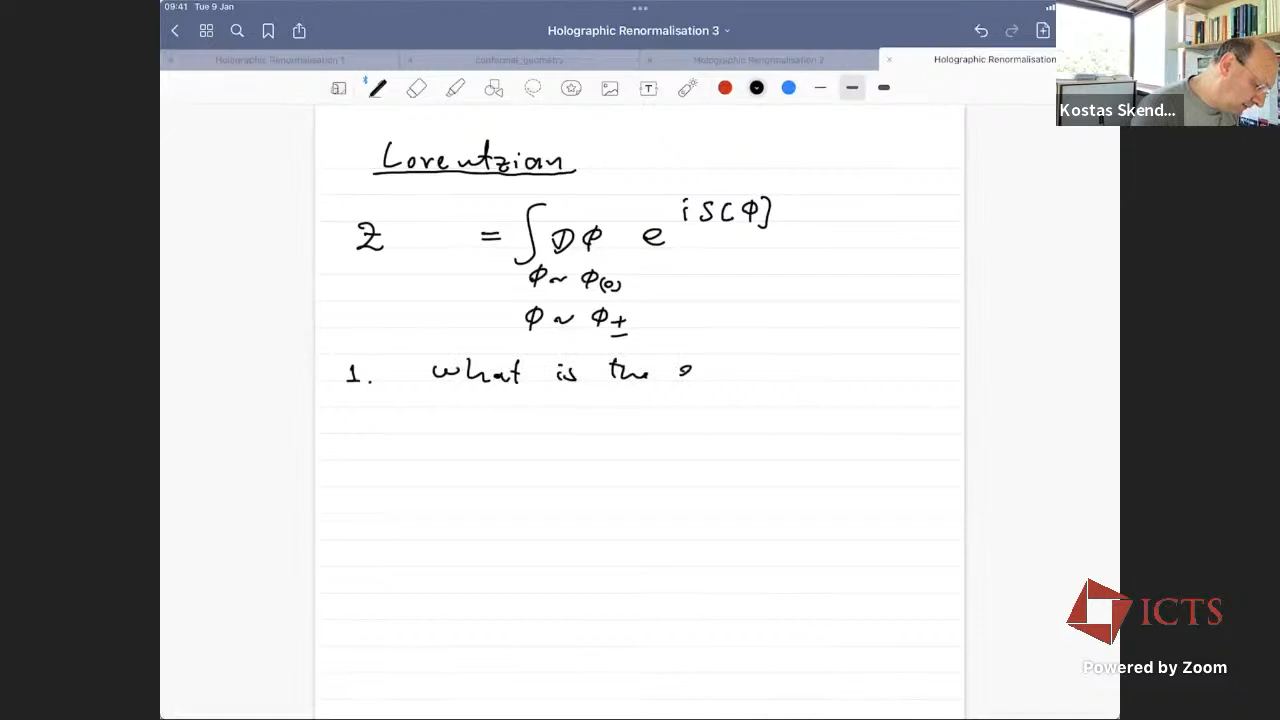 09:41 Tue 9 Jan
Holographic Renormalisation 3
Holographic Renormalisation 1
conformal_geometry
Holographic Renormalisation 2
Holographic Renormalisation
Kostas Skend...
Lorentzian
Z = ∫ DΦ e^{iS[Φ]}
Φ ~ Φ(0)
Φ ~ Φ±
1. What is the
ICTS
Powered by Zoom